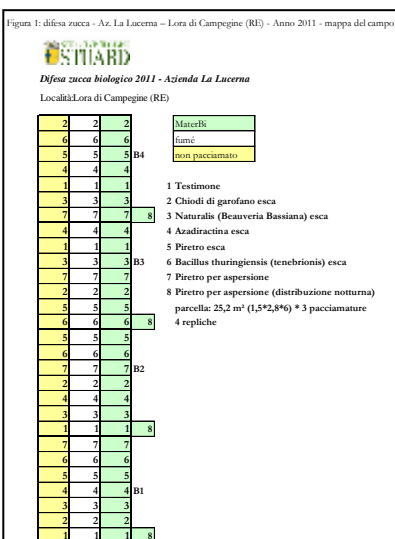 Figura 1: difesa zucca - Az. La Lucerna – Lora di Campegine (RE) - Anno 2011 - mappa del campo
STUARD
Difesa zucca biologico 2011 - Azienda La Lucerna
Località:Lora di Campegine (RE)
2 2 2 MaterBi
6 6 6 fumé
5 5 5 B4 non pacciamato
4 4 4
1 1 1 1 Testimone
3 3 3 2 Chiodi di garofano esca
7 7 7 8 3 Naturalis (Beauveria Bassiana) esca
4 4 4 4 Azadiractina esca
1 1 1 5 Piretro esca
3 3 3 B3 6 Bacillus thuringiensis (tenebrionis) esca
7 7 7 7 Piretro per aspersione
2 2 2 8 Piretro per aspersione (distribuzione notturna)
5 5 5 parcella: 25,2 m² (1,5*2,8*6) * 3 pacciamature
6 6 6 8 4 repliche
5 5 5
6 6 6
7 7 7 B2
2 2 2
4 4 4
3 3 3
1 1 1 8
7 7 7
6 6 6
5 5 5
4 4 4 B1
3 3 3
2 2 2
1 1 1 8